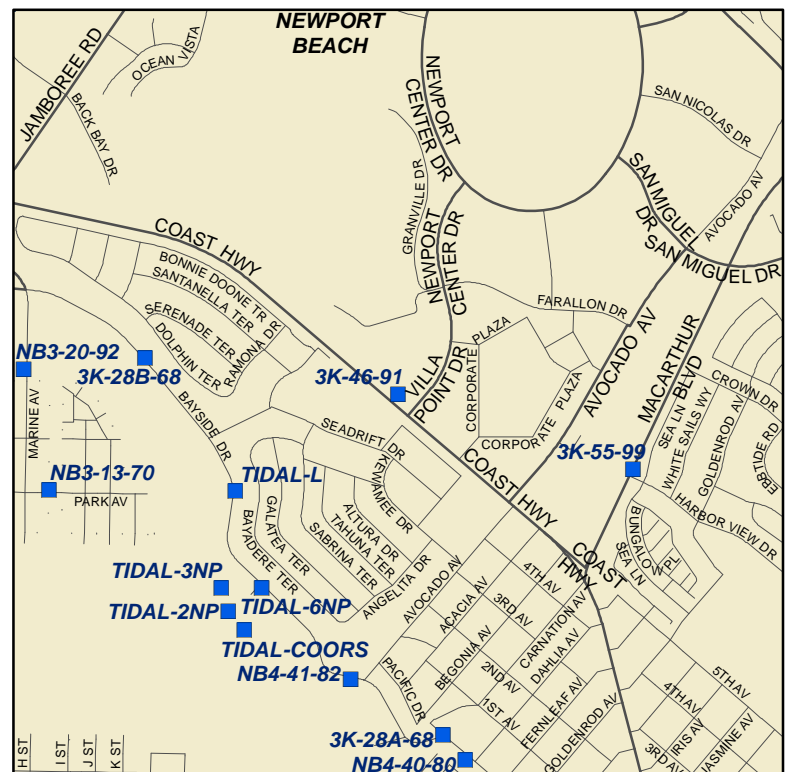 NEWPORT
BEACH
JAMBOREE RD
OCEAN VISTA
BACK BAY DR
NEWPORT
CENTER DR
SAN NICOLAS DR
SAN MIGUEL
DR
AVOCADO AV
SAN MIGUEL DR
GRANVILLE DR
NEWPORT
CENTER DR
COAST HWY
BONNIE DOONE TR
SANTANELLA TER
SERENADE TER
DOLPHIN TER
RAMONA DR
FARALLON DR
NB3-20-92
3K-28B-68
3K-46-91
VILLA
POINT DR
CORPORATE
PLAZA
AVOCADO AV
MACARTHUR
BLVD
CROWN DR
MARINE AV
BAYSIDE DR
SEADRIFT DR
CORPORATE PLAZA
SEA LN
WHITE SAILS WY
GOLDENROD AV
EBBTIDE RD
3K-55-99
NB3-13-70
PARK AV
TIDAL-L
KEWAMEE DR
COAST HWY
HARBOR VIEW DR
BAYADERE TER
GALATEA TER
SABRINA TER
ALTURA DR
TAHUNA TER
ANGELITA DR
BUNGALOW PL
SEA LN
COAST
HWY
TIDAL-3NP
TIDAL-6NP
TIDAL-2NP
TIDAL-COORS
AVOCADO AV
ACACIA AV
4TH AV
3RD AV
CARNATION AV
DAHLIA AV
BEGONIA AV
2ND AV
1ST AV
NB4-41-82
PACIFIC DR
FERNLEAF AV
GOLDENROD AV
5TH AV
4TH AV
IRIS AV
3RD AV
JASMINE AV
3K-28A-68
NB4-40-80
H ST
I ST
J ST
K ST